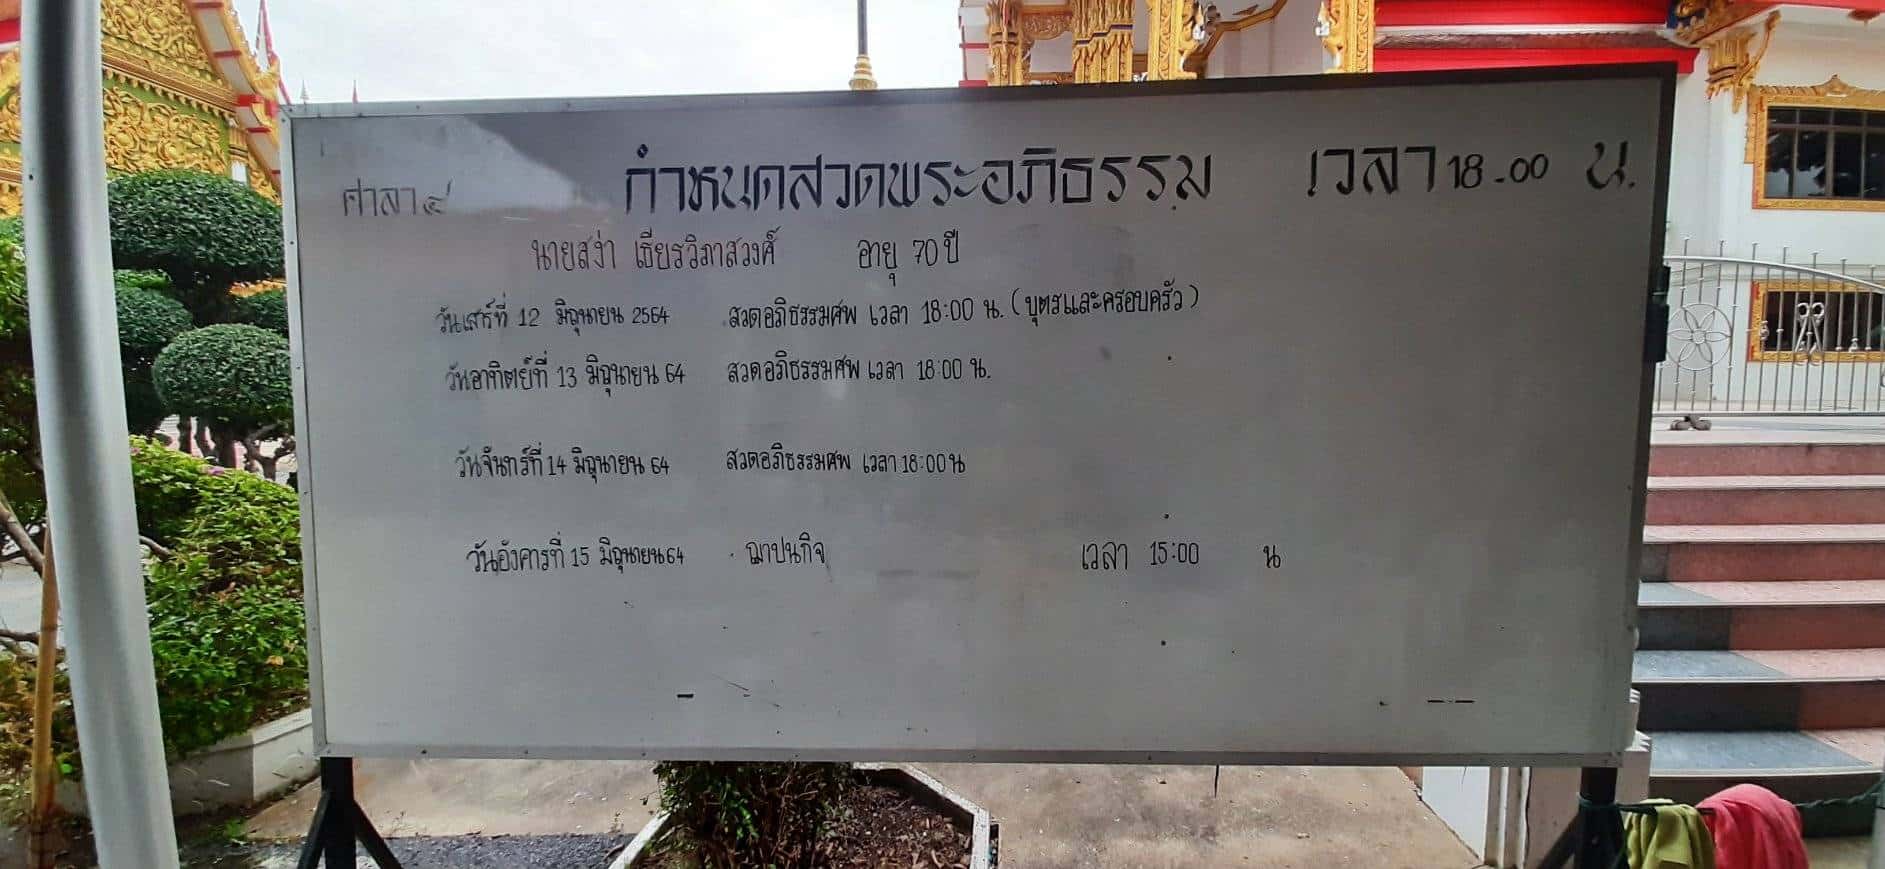 กำหนดสวดพระอภิธรรม เวลา 18.00 น.
ศาลา ๔
นายสง่า เธียรวิภาสวงศ์ อายุ 70 ปี
วันเสาร์ที่ 12 มิถุนายน 2564 สวดอภิธรรมศพ เวลา 18:00 น. (บุตรและครอบครัว)
วันอาทิตย์ที่ 13 มิถุนายน 64 สวดอภิธรรมศพ เวลา 18:00 น.
วันจันทร์ที่ 14 มิถุนายน 64 สวดอภิธรรมศพ เวลา 18:00 น
วันอังคารที่ 15 มิถุนายน 64 ฌาปนกิจ เวลา 15:00 น